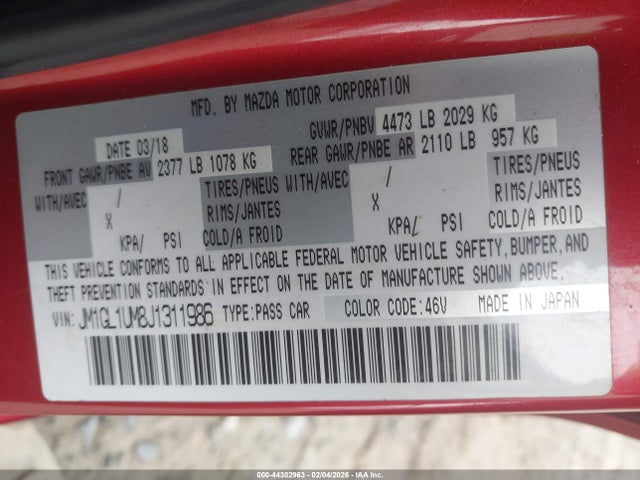 MFD. BY MAZDA MOTOR CORPORATION
DATE 03/18 GVWR/PNBV 4473 LB 2029 KG
FRONT GAWR/PNBE AV 2377 LB 1078 KG REAR GAWR/PNBE AR 2110 LB 957 KG
WITH/AVEC / TIRES/PNEUS WITH/AVEC / TIRES/PNEUS
X RIMS/JANTES X RIMS/JANTES
KPA/ PSI COLD/A FROID KPA/ PSI COLD/A FROID
THIS VEHICLE CONFORMS TO ALL APPLICABLE FEDERAL MOTOR VEHICLE SAFETY, BUMPER, AND
THEFT PREVENTION STANDARDS IN EFFECT ON THE DATE OF MANUFACTURE SHOWN ABOVE.
VIN: JM1GL1UM8J1311986 TYPE:PASS CAR COLOR CODE:46V MADE IN JAPAN
000-44302963 - 02/04/2026 - IAA Inc.